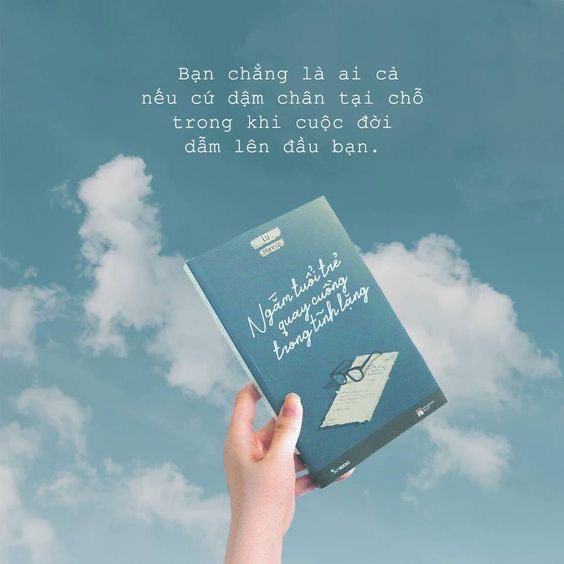 Bạn chẳng là ai cả
nếu cứ dậm chân tại chỗ
trong khi cuộc đời
dẫm lên đầu bạn.
Ngắm tuổi trẻ
quay cuồng
trong tĩnh lặng